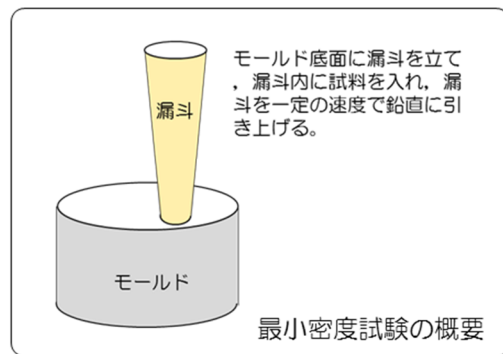 モールド底面に漏斗を立て
，漏斗内に試料を入れ，漏
斗を一定の速度で鉛直に引
き上げる。
漏斗
モールド
最小密度試験の概要